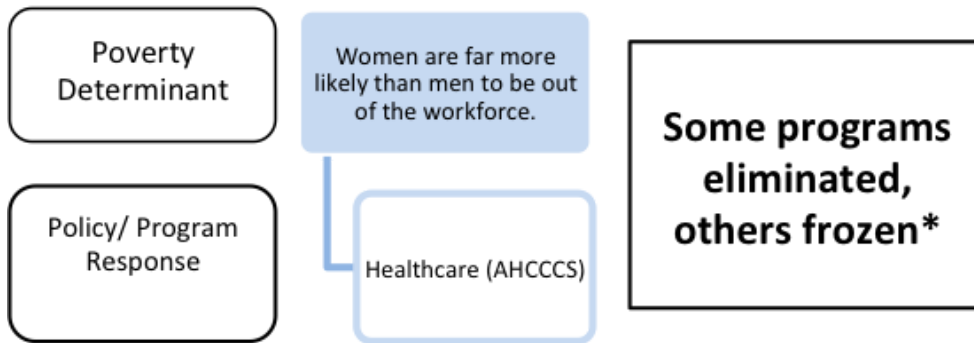 Poverty
Determinant
Women are far more
likely than men to be out
of the workforce.
Policy/ Program
Response
Healthcare (AHCCCS)
Some programs
eliminated,
others frozen*